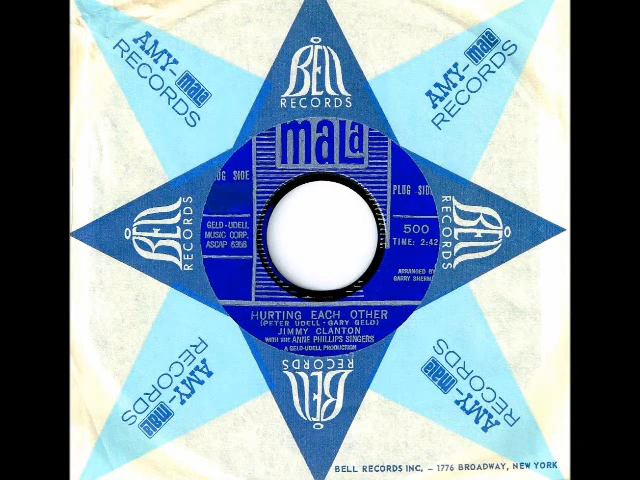 BELL
RECORDS
AMY-
mala
RECORDS
AMY-
mala
RECORDS
mala
PLUG SIDE
GELD-UDELL
MUSIC CORP.
ASCAP
500
TIME: 2:42
ARRANGED BY
GARRY
HURTING EACH OTHER
(PETER UDELL - GARY GELD)
JIMMY CLANTON
WITH THE ANNE PHILLIPS SINGERS
A GELD-UDELL PRODUCTION
BELL
RECORDS
BELL
RECORDS
AMY-
mala
RECORDS
BELL
RECORDS
AMY-
mala
RECORDS
BELL RECORDS INC. – 1776 BROADWAY, NEW YORK